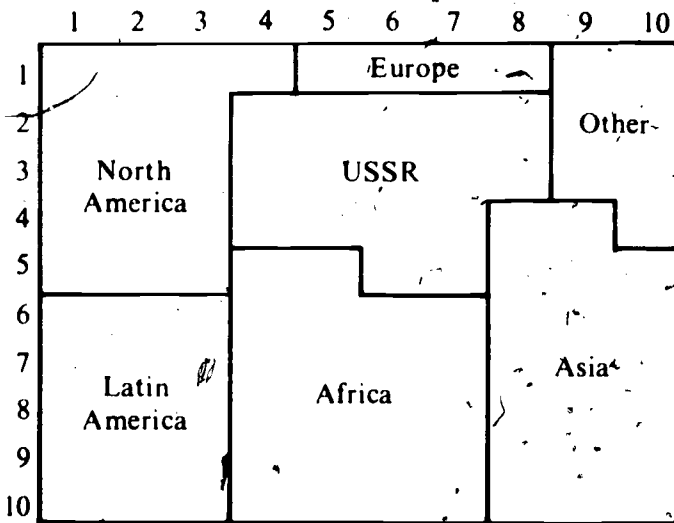 1 2 3 4 5 6 7 8 9 10
1
Europe
2
Other
3
North
America
USSR
4
5
6
7
Latin
America
Africa
Asia
8
9
10